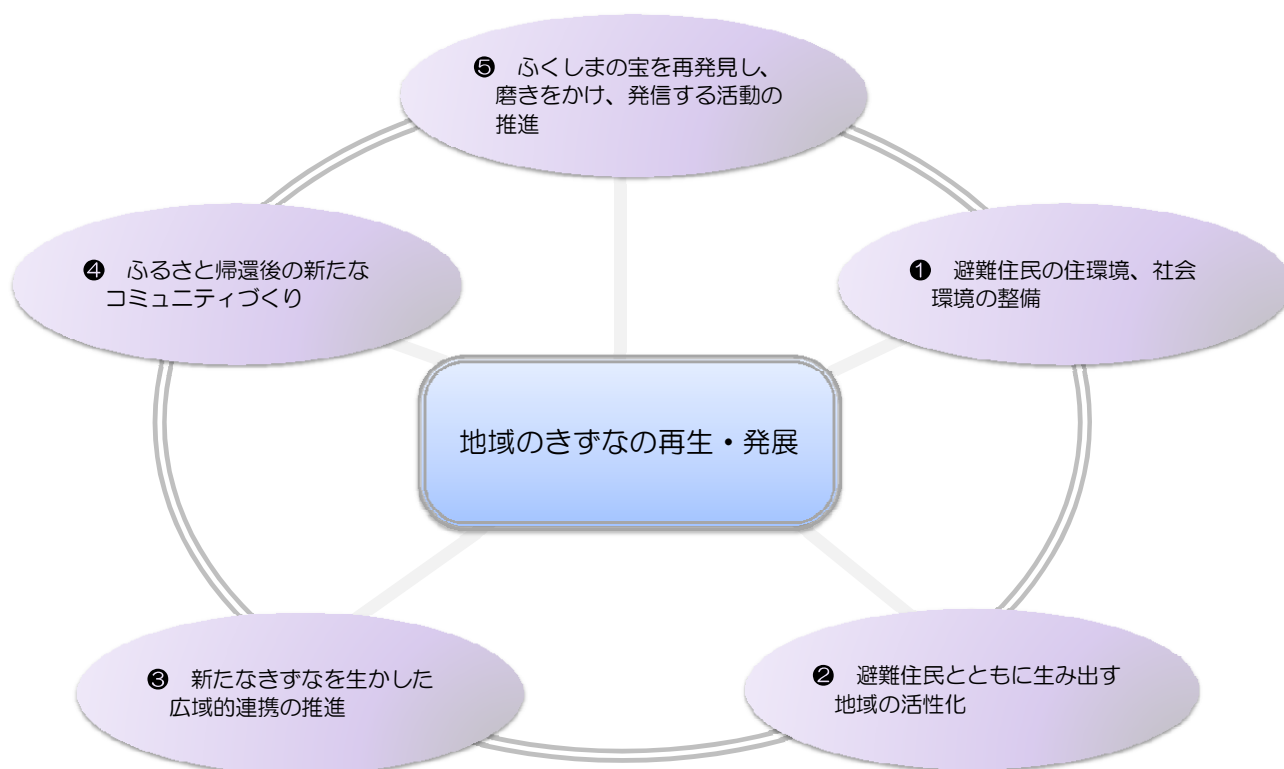 ❺ ふくしまの宝を再発見し、
磨きをかけ、発信する活動の
推進
❹ ふるさと帰還後の新たな
コミュニティづくり
❶ 避難住民の住環境、社会
環境の整備
地域のきずなの再生・発展
❸ 新たなきずなを生かした
広域的連携の推進
❷ 避難住民とともに生み出す
地域の活性化